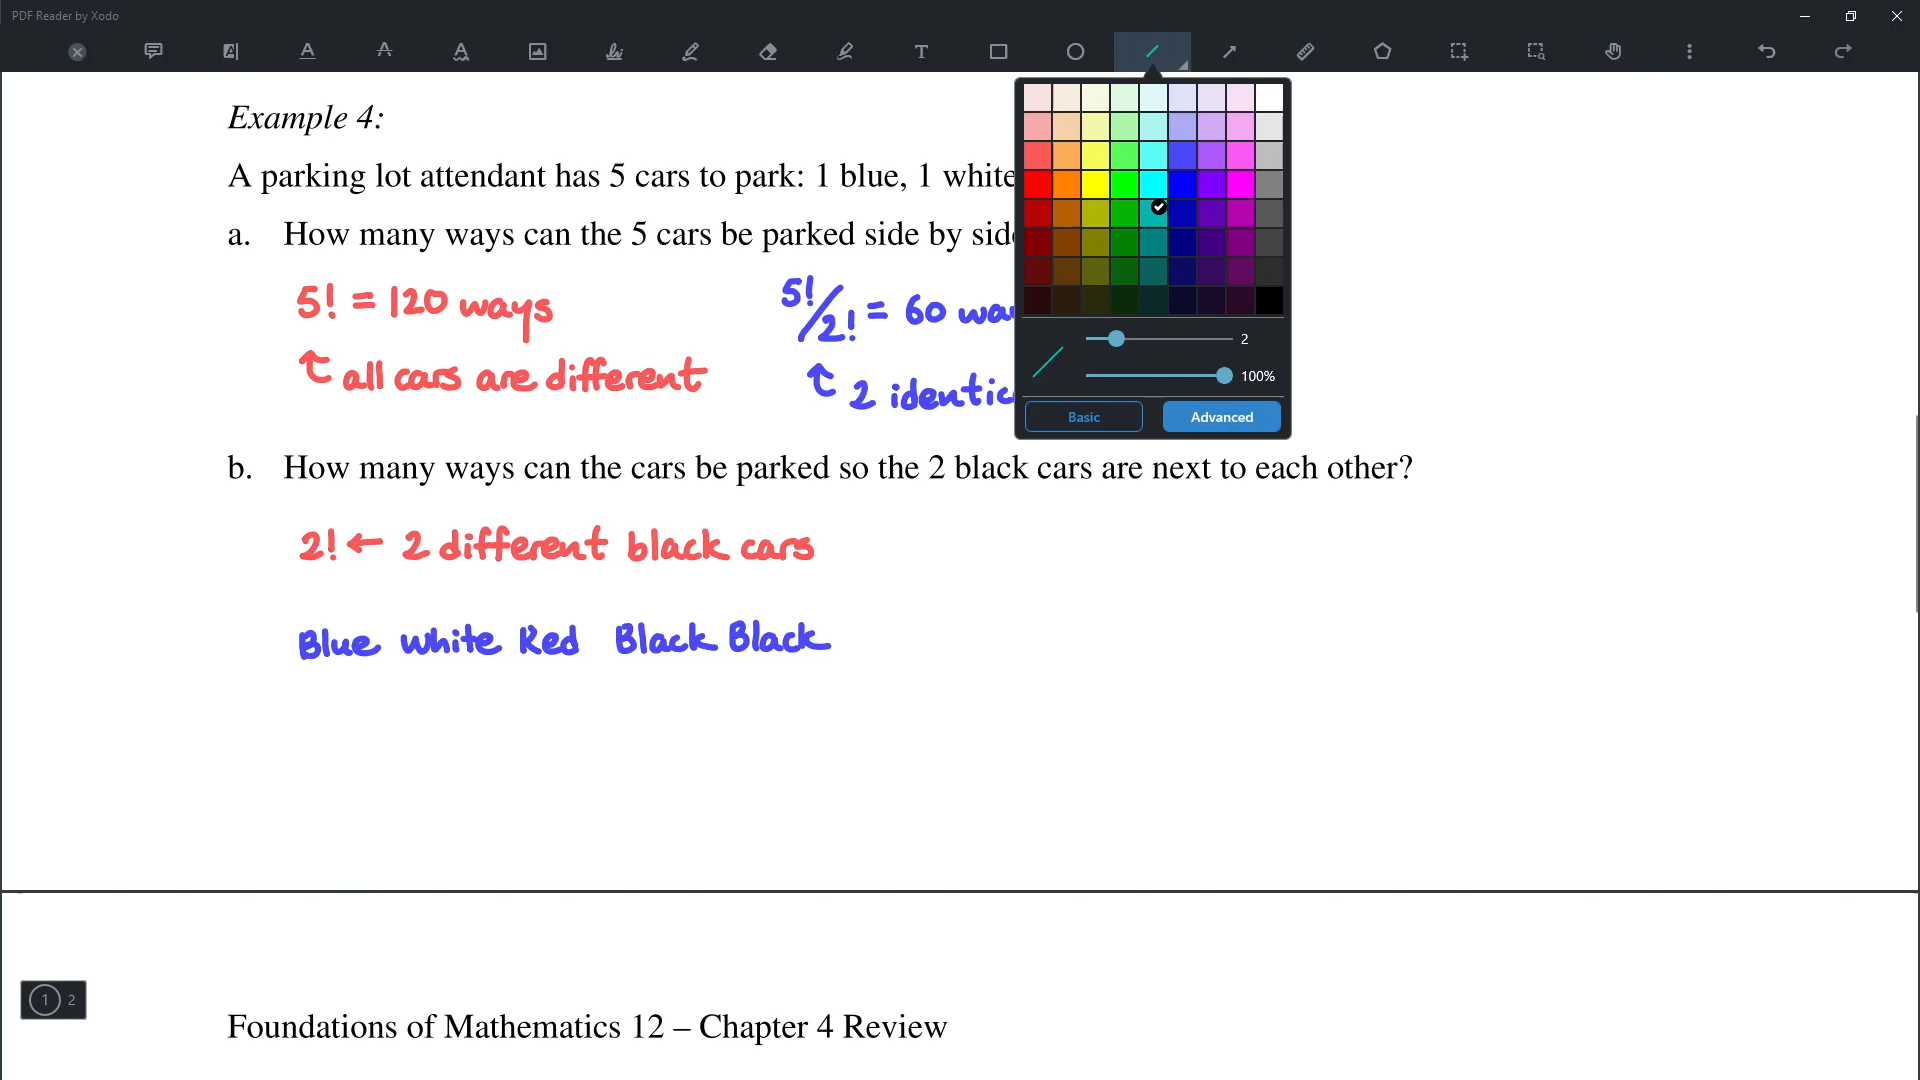 PDF Reader by Xodo
Example 4:
A parking lot attendant has 5 cars to park: 1 blue, 1 white
a. How many ways can the 5 cars be parked side by sid
5! = 120 ways
5!/2! = 60 wa
↑ all cars are different
↑ 2 identic
2
100%
Basic Advanced
b. How many ways can the cars be parked so the 2 black cars are next to each other?
2! ← 2 different black cars
Blue White Red Black Black
1 2
Foundations of Mathematics 12 – Chapter 4 Review